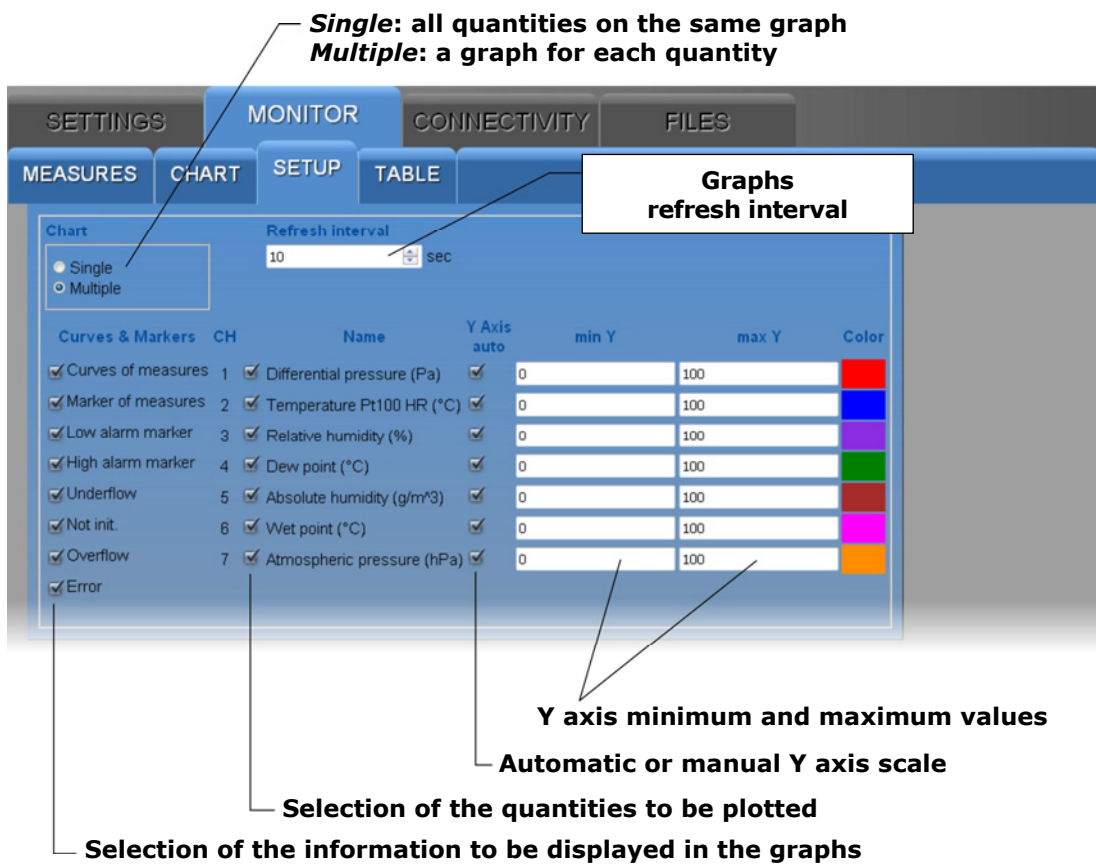 Single: all quantities on the same graph
Multiple: a graph for each quantity
SETTINGS MONITOR CONNECTIVITY FILES
MEASURES CHART SETUP TABLE
Graphs
refresh interval
Chart Refresh interval
Single
Multiple
10 sec
Curves & Markers CH Name Y Axis auto min Y max Y Color
Curves of measures 1 Differential pressure (Pa) 0 100
Marker of measures 2 Temperature Pt100 HR (°C) 0 100
Low alarm marker 3 Relative humidity (%) 0 100
High alarm marker 4 Dew point (°C) 0 100
Underflow 5 Absolute humidity (g/m^3) 0 100
Not init. 6 Wet point (°C) 0 100
Overflow 7 Atmospheric pressure (hPa) 0 100
Error
Y axis minimum and maximum values
Automatic or manual Y axis scale
Selection of the quantities to be plotted
Selection of the information to be displayed in the graphs